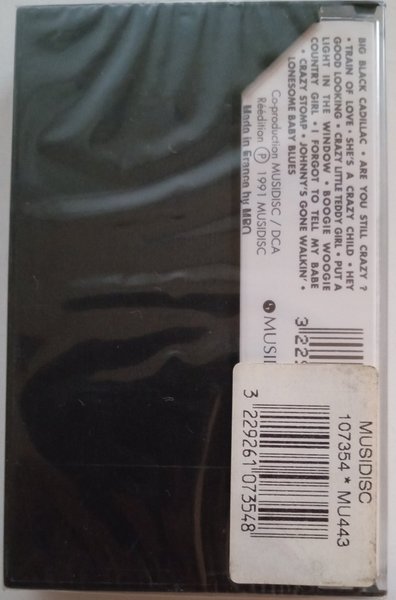 BIG BLACK CADILLAC • ARE YOU STILL CRAZY ?
• TRAIN OF LOVE • SHE'S A CRAZY CHILD • HEY
GOOD LOOKING • CRAZY LITTLE TEDDY GIRL • PUT A
LIGHT IN THE WINDOW • BOOGIE WOOGIE
COUNTRY GIRL • I FORGOT TO TELL MY BABE
• CRAZY STOMP • JOHNNY'S GONE WALKIN' •
LONESOME BABY BLUES
Co-production MUSIDISC / DCA
Réédition Ⓟ 1991 MUSIDISC
Made in France by MPO
MUSIDI
3 229
MUSIDISC
107354 * MU443
3 229261 073548